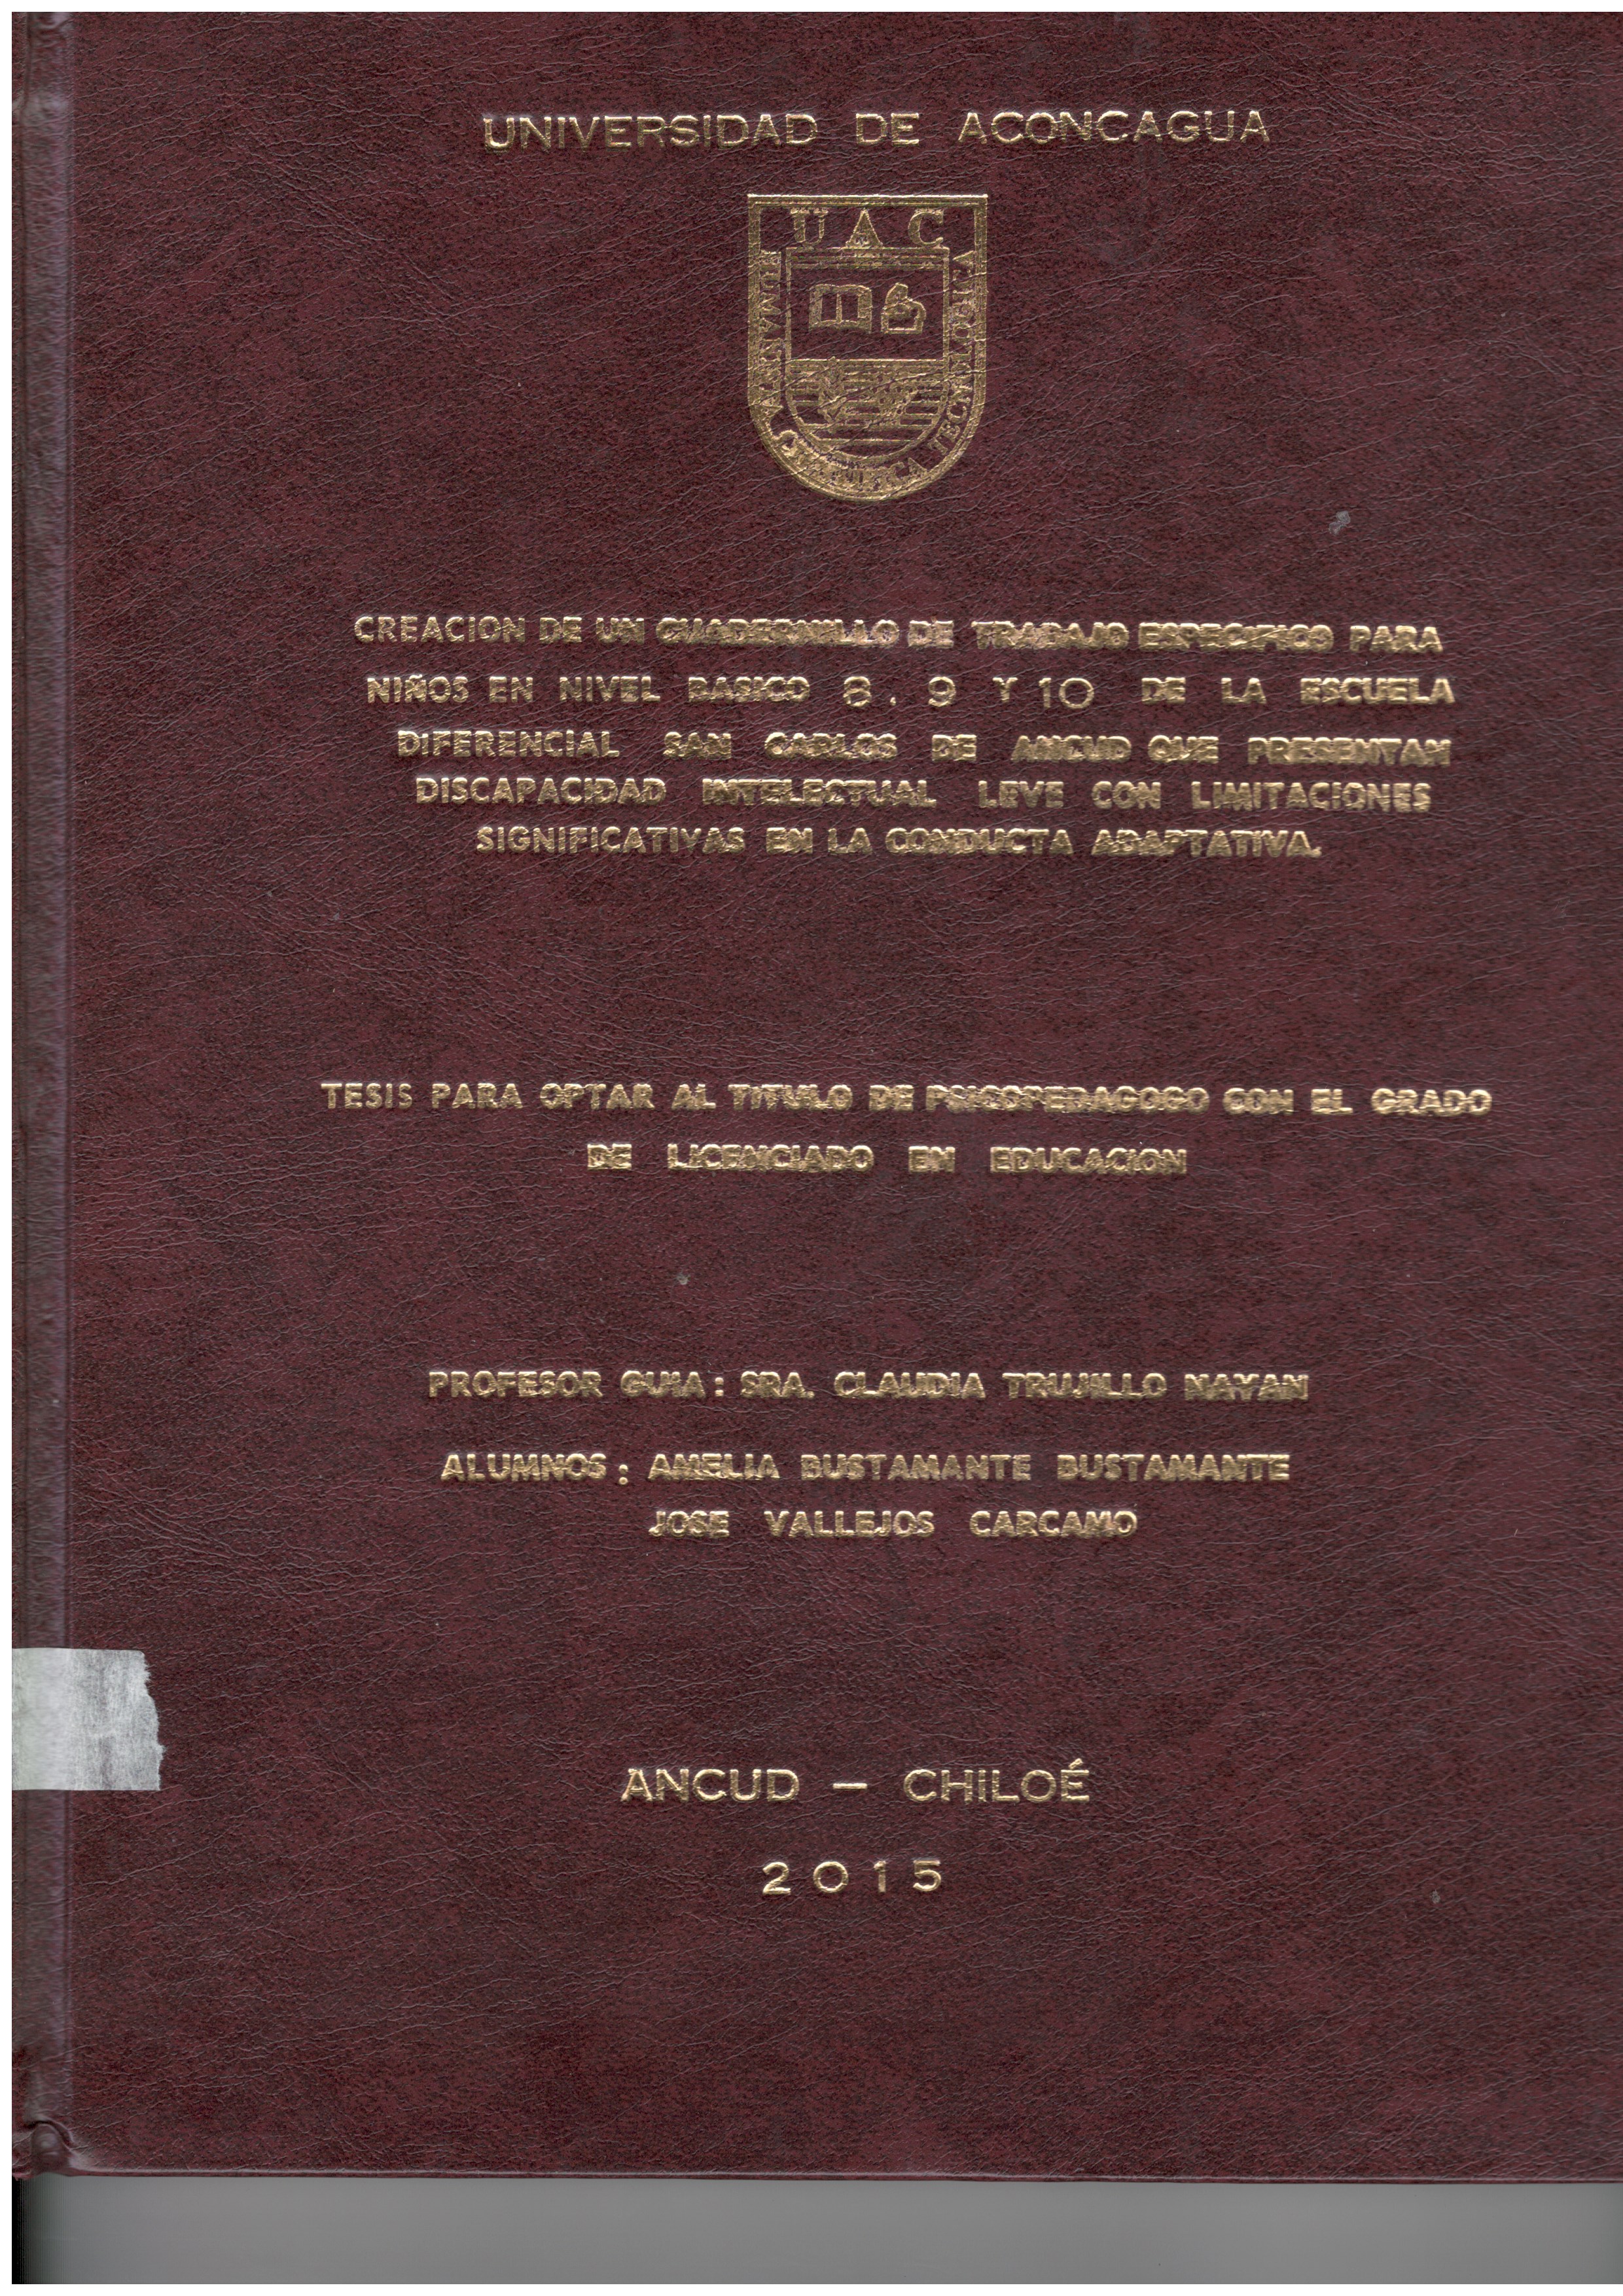 UNIVERSIDAD DE ACONCAGUA
UAC
HUMANISTA CIENTIFICA TECNOLOGICA
CREACION DE UN CUADERNILLO DE TRABAJO ESPECIFICO PARA
NIÑOS EN NIVEL BASICO 8, 9 Y 10 DE LA ESCUELA
DIFERENCIAL SAN CARLOS DE ANCUD QUE PRESENTAN
DISCAPACIDAD INTELECTUAL LEVE CON LIMITACIONES
SIGNIFICATIVAS EN LA CONDUCTA ADAPTATIVA.
TESIS PARA OPTAR AL TITULO DE PSICOPEDAGOGO CON EL GRADO
DE LICENCIADO EN EDUCACION
PROFESOR GUIA: SRA. CLAUDIA TRUJILLO NAYAN
ALUMNOS: AMELIA BUSTAMANTE BUSTAMANTE
JOSE VALLEJOS CARCAMO
ANCUD – CHILOÉ
2015